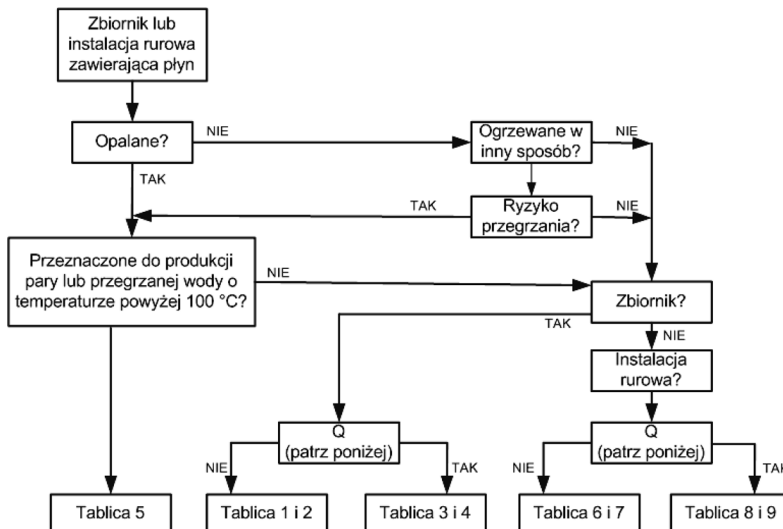 Zbiornik lub
instalacja rurowa
zawierająca płyn
Opalane?
NIE
Ogrzewane w
inny sposób?
NIE
TAK
TAK
Ryzyko
przegrzania?
NIE
Przeznaczone do produkcji
pary lub przegrzanej wody o
temperaturze powyżej 100 °C?
NIE
Zbiornik?
TAK
NIE
Instalacja
rurowa?
Q
(patrz poniżej)
Q
(patrz poniżej)
NIE
TAK
NIE
TAK
Tablica 5
Tablica 1 i 2
Tablica 3 i 4
Tablica 6 i 7
Tablica 8 i 9